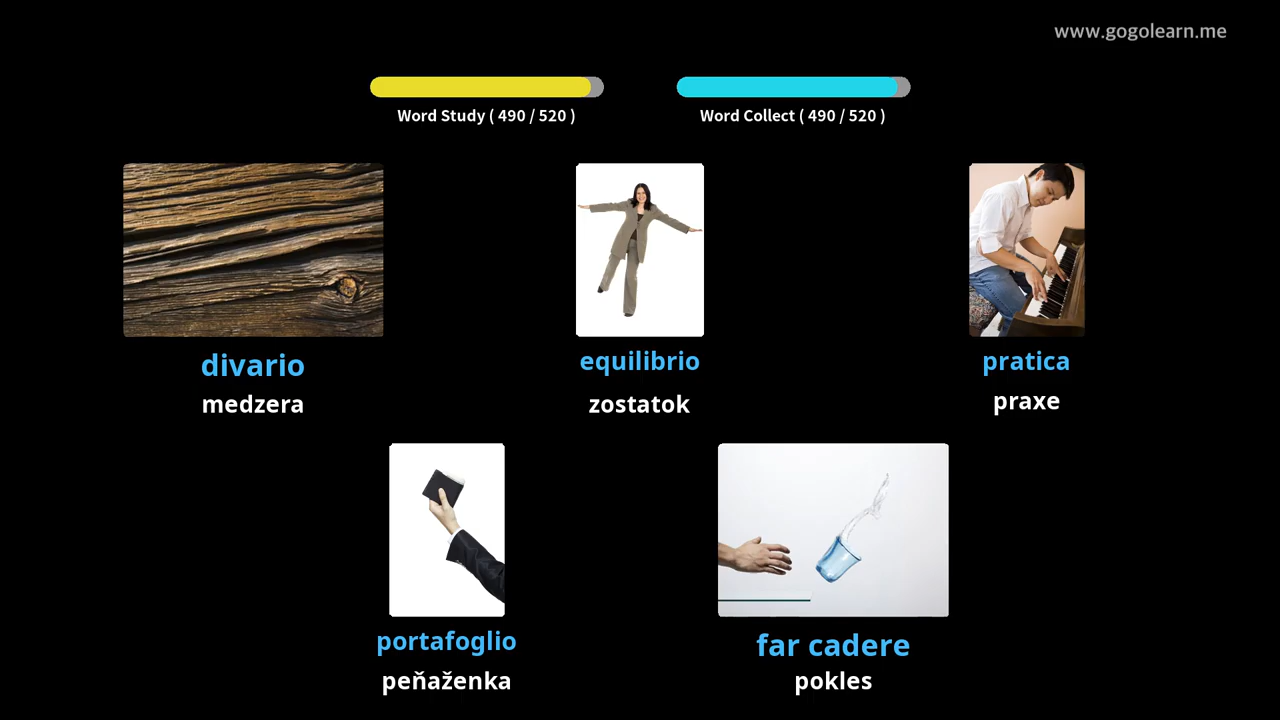 www.gogolearn.me
Word Study ( 490 / 520 )
Word Collect ( 490 / 520 )
divario
medzera
equilibrio
zostatok
pratica
praxe
portafoglio
peňaženka
far cadere
pokles